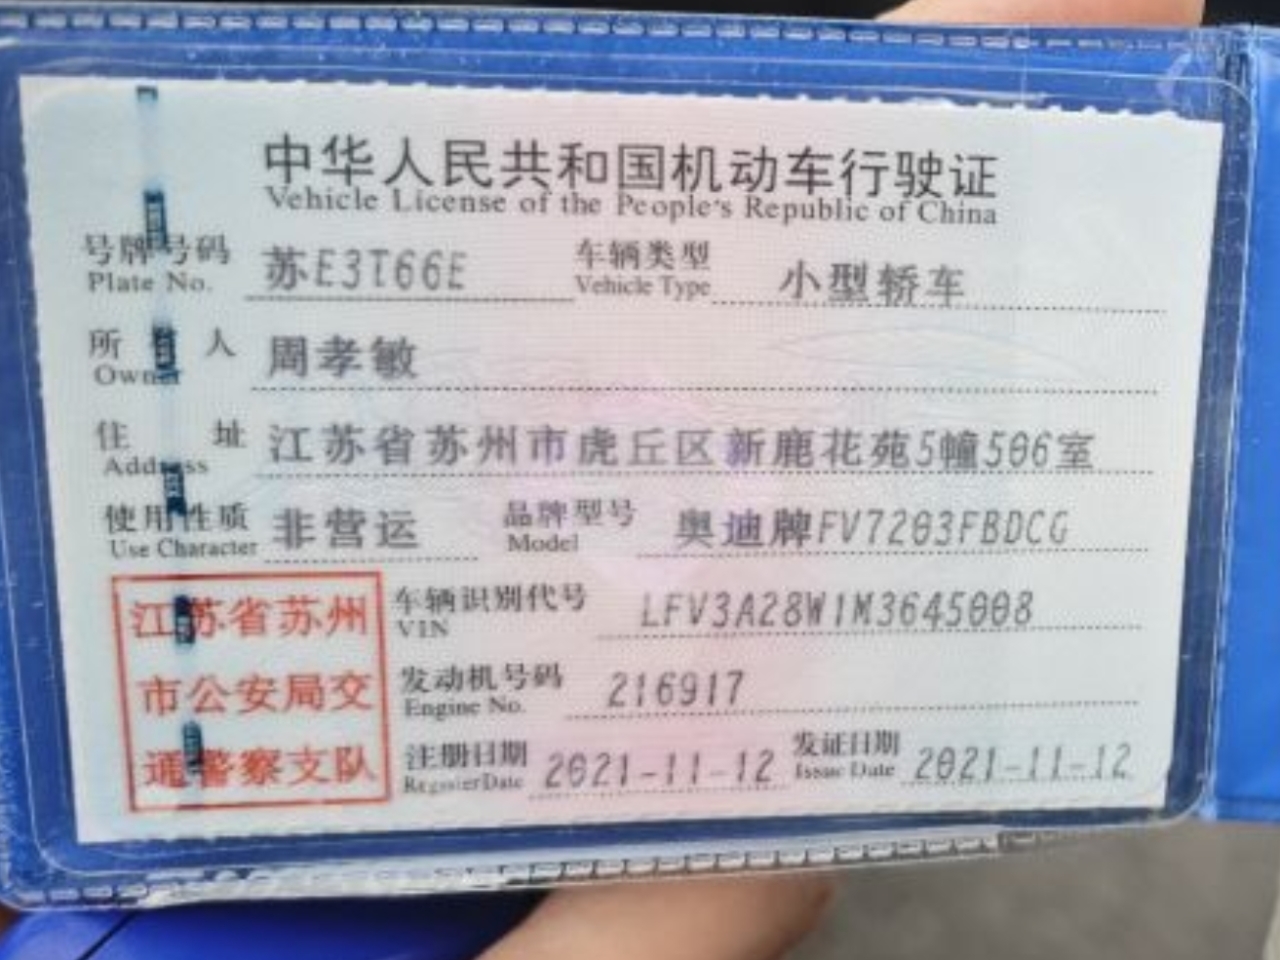 中华人民共和国机动车行驶证
Vehicle License of the People's Republic of China
号牌号码 苏E3T66E 车辆类型 小型轿车
Plate No. Vehicle Type
所 人 周孝敏
Owner
住 址 江苏省苏州市虎丘区新鹿花苑5幢506室
Address
使用性质 非营运 品牌型号 奥迪牌FV7203FBDCG
Use Character Model
江苏省苏州 车辆识别代号 LFV3A28W1M3645008
VIN
市公安局交 发动机号码 216917
Engine No.
通警察支队 注册日期 2021-11-12 发证日期 2021-11-12
Register Date Issue Date